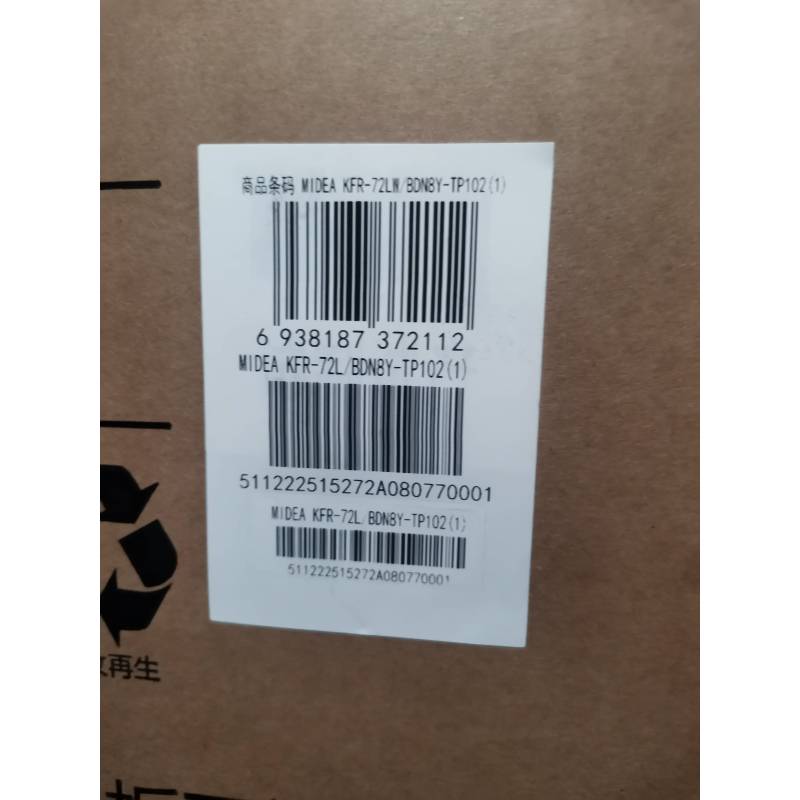 商品条码 MIDEA KFR-72LW/BDN8Y-TP102(1)
6 938187 372112
MIDEA KFR-72L/BDN8Y-TP102(1)
511222515272A080770001
MIDEA KFR-72L/BDN8Y-TP102(1)
511222515272A080770001
再生